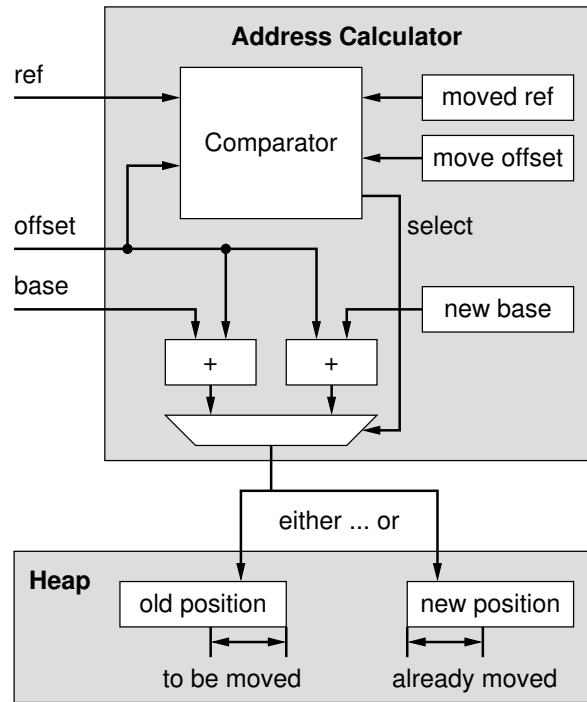 Address Calculator
ref
moved ref
Comparator
move offset
offset
select
base
new base
+
+
either ... or
Heap
old position
new position
to be moved
already moved